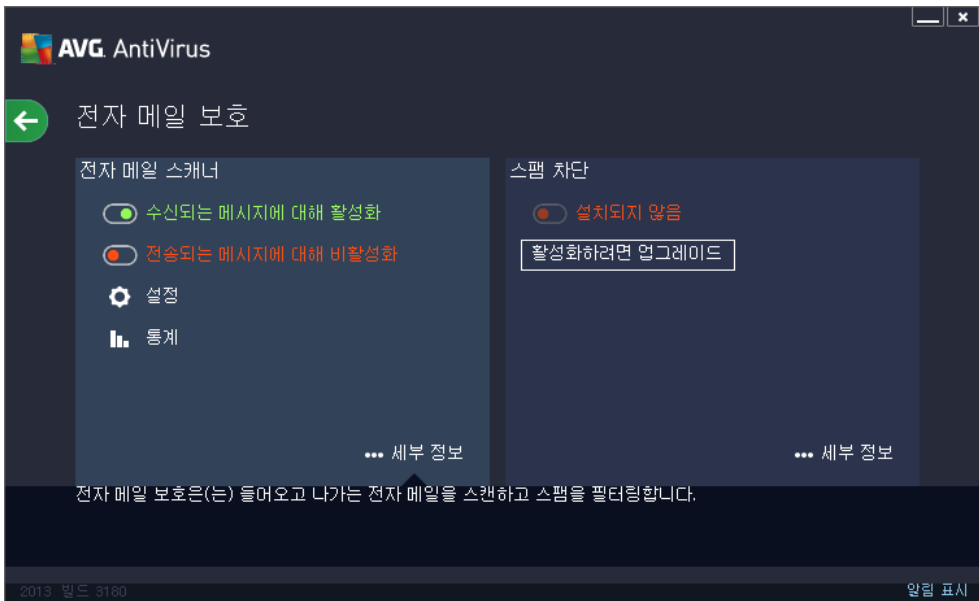 AVG. AntiVirus
전자 메일 보호
전자 메일 스캐너
수신되는 메시지에 대해 활성화
전송되는 메시지에 대해 비활성화
설정
통계
세부 정보
스팸 차단
설치되지 않음
활성화하려면 업그레이드
세부 정보
전자 메일 보호은(는) 들어오고 나가는 전자 메일을 스캔하고 스팸을 필터링합니다.
2013 빌드 3180
알림 표시